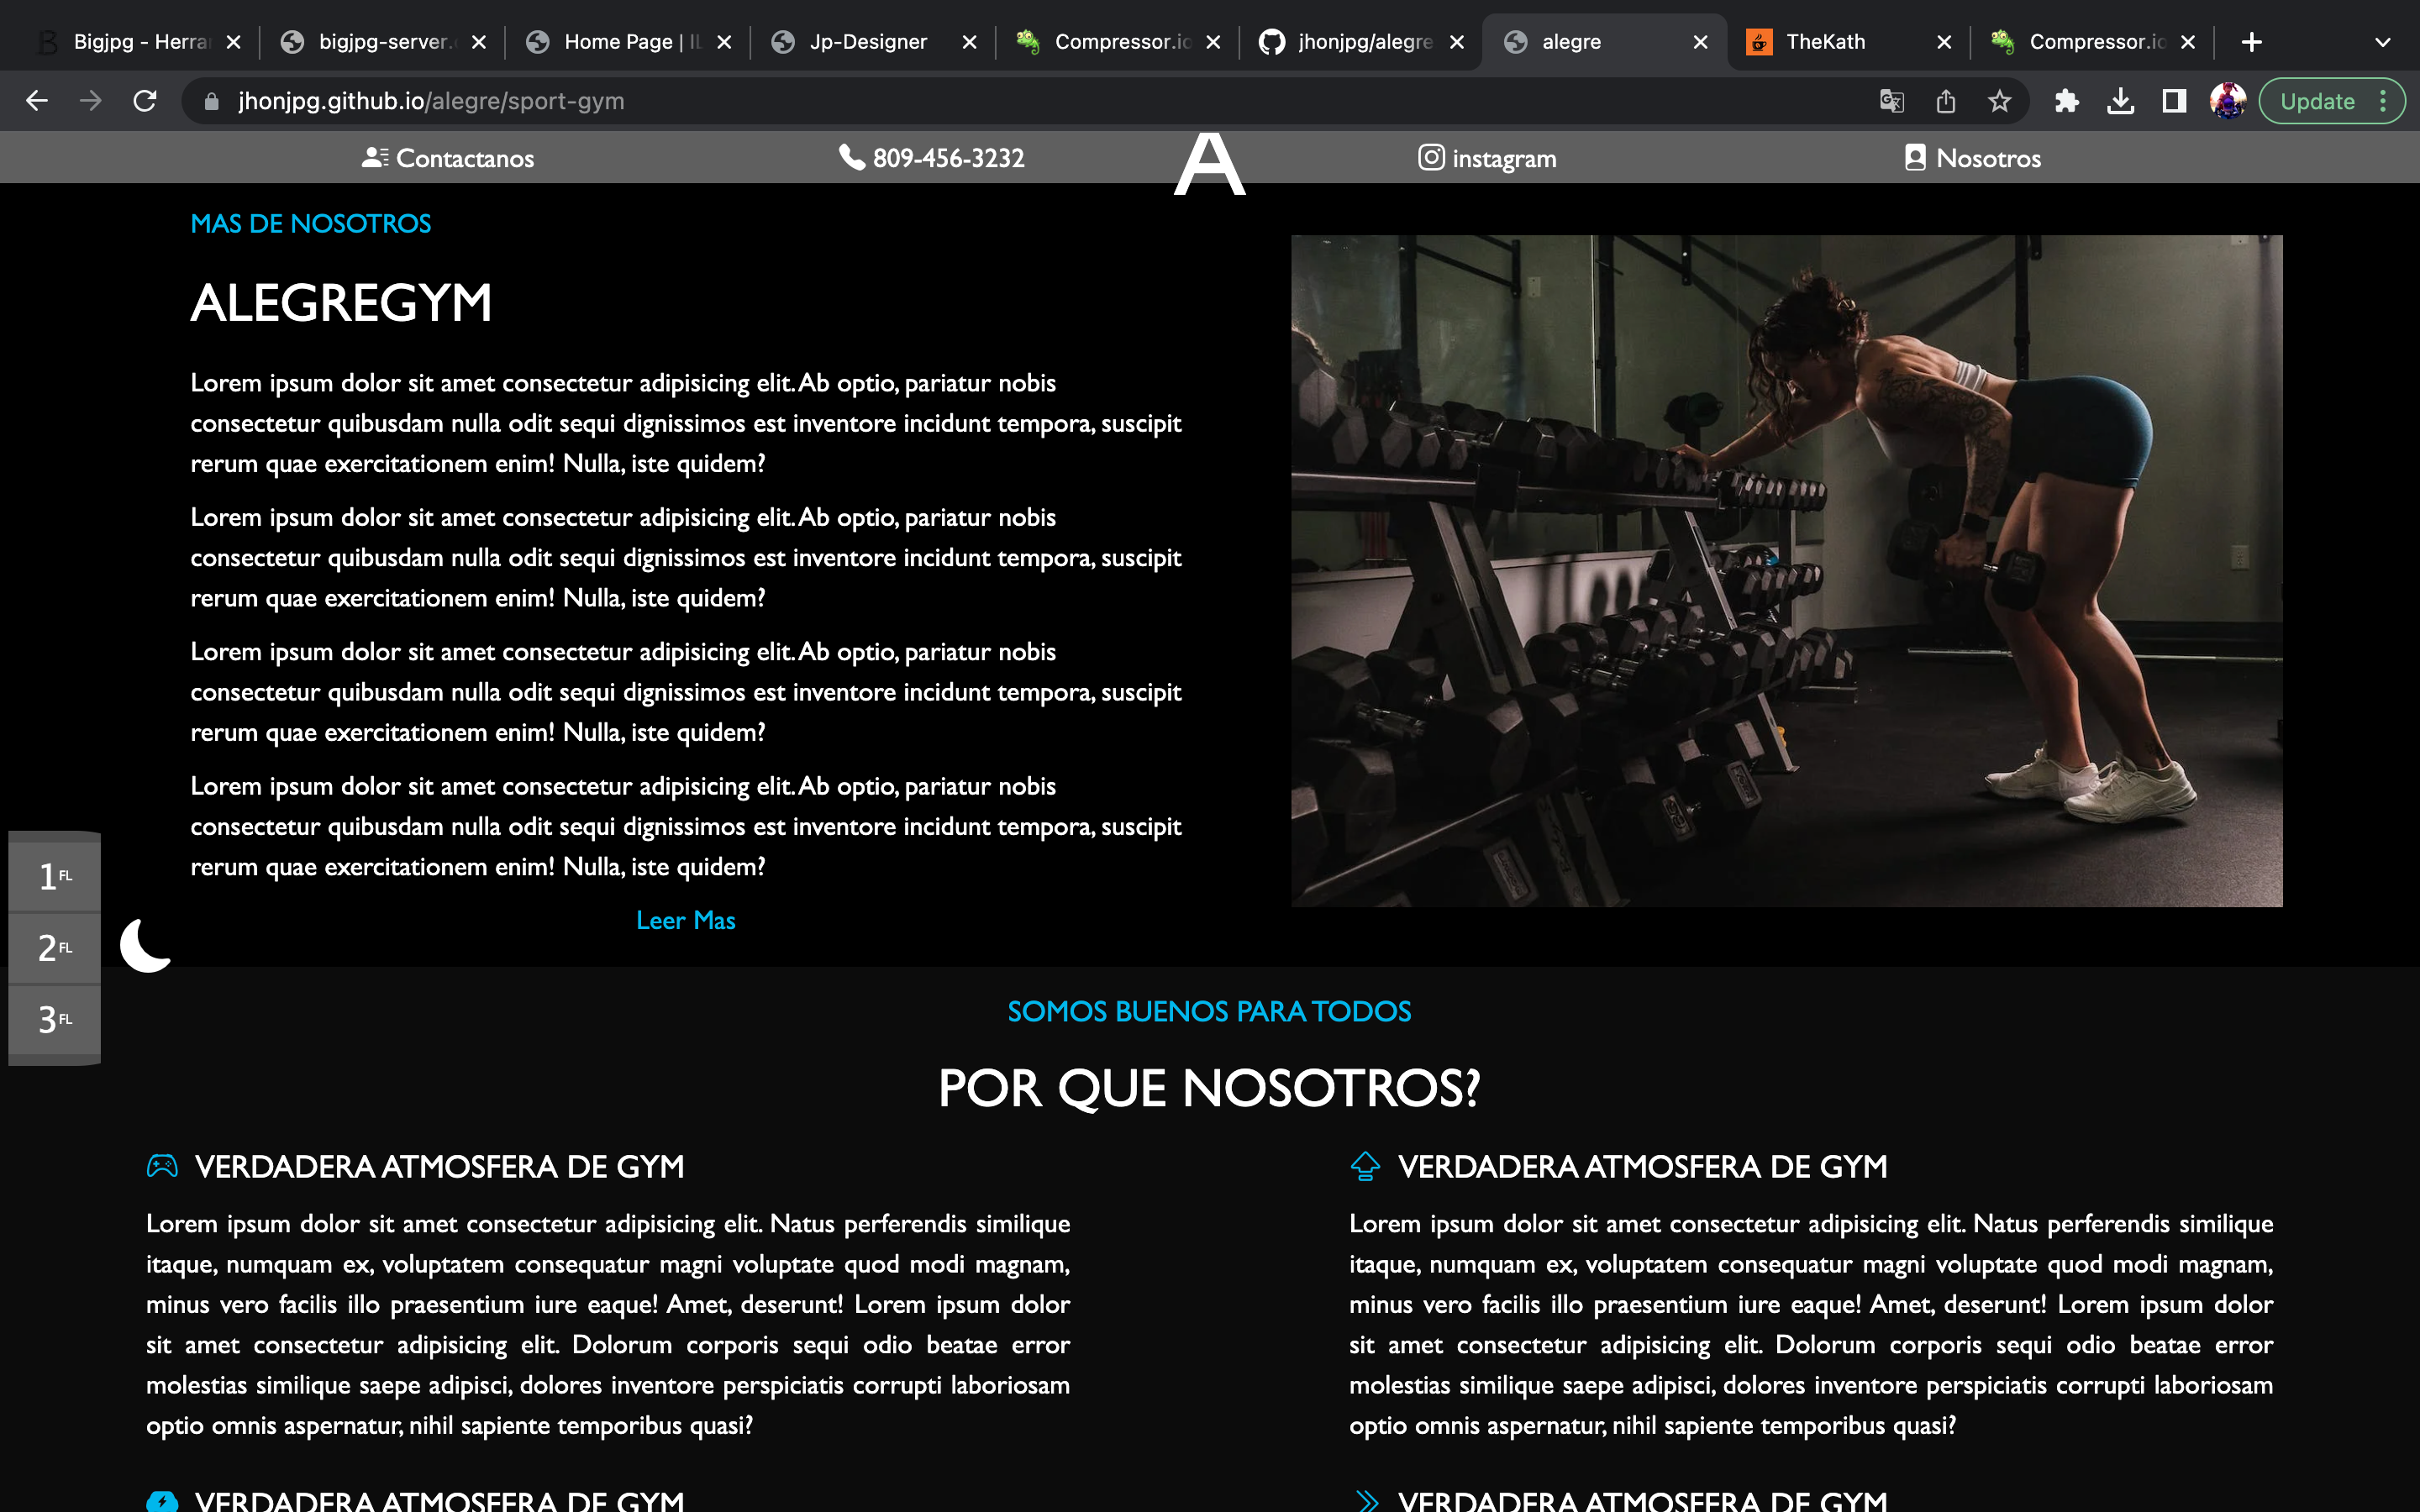 Bigjpg - Herra
bigjpg-server.
Home Page | IL
Jp-Designer
Compressor.io
jhonjpg/alegre
alegre
TheKath
Compressor.io
jhonjpg.github.io/alegre/sport-gym
Update
Contactanos
809-456-3232
A
instagram
Nosotros
MAS DE NOSOTROS
ALEGREGYM
Lorem ipsum dolor sit amet consectetur adipisicing elit. Ab optio, pariatur nobis
consectetur quibusdam nulla odit sequi dignissimos est inventore incidunt tempora, suscipit
rerum quae exercitationem enim! Nulla, iste quidem?
Lorem ipsum dolor sit amet consectetur adipisicing elit. Ab optio, pariatur nobis
consectetur quibusdam nulla odit sequi dignissimos est inventore incidunt tempora, suscipit
rerum quae exercitationem enim! Nulla, iste quidem?
Lorem ipsum dolor sit amet consectetur adipisicing elit. Ab optio, pariatur nobis
consectetur quibusdam nulla odit sequi dignissimos est inventore incidunt tempora, suscipit
rerum quae exercitationem enim! Nulla, iste quidem?
Lorem ipsum dolor sit amet consectetur adipisicing elit. Ab optio, pariatur nobis
consectetur quibusdam nulla odit sequi dignissimos est inventore incidunt tempora, suscipit
rerum quae exercitationem enim! Nulla, iste quidem?
Leer Mas
1 FL
2 FL
3 FL
SOMOS BUENOS PARA TODOS
POR QUE NOSOTROS?
VERDADERA ATMOSFERA DE GYM
Lorem ipsum dolor sit amet consectetur adipisicing elit. Natus perferendis similique
itaque, numquam ex, voluptatem consequatur magni voluptate quod modi magnam,
minus vero facilis illo praesentium iure eaque! Amet, deserunt! Lorem ipsum dolor
sit amet consectetur adipisicing elit. Dolorum corporis sequi odio beatae error
molestias similique saepe adipisci, dolores inventore perspiciatis corrupti laboriosam
optio omnis aspernatur, nihil sapiente temporibus quasi?
VERDADERA ATMOSFERA DE GYM
Lorem ipsum dolor sit amet consectetur adipisicing elit. Natus perferendis similique
itaque, numquam ex, voluptatem consequatur magni voluptate quod modi magnam,
minus vero facilis illo praesentium iure eaque! Amet, deserunt! Lorem ipsum dolor
sit amet consectetur adipisicing elit. Dolorum corporis sequi odio beatae error
molestias similique saepe adipisci, dolores inventore perspiciatis corrupti laboriosam
optio omnis aspernatur, nihil sapiente temporibus quasi?
VERDADERA ATMOSFERA DE GYM
VERDADERA ATMOSFERA DE GYM